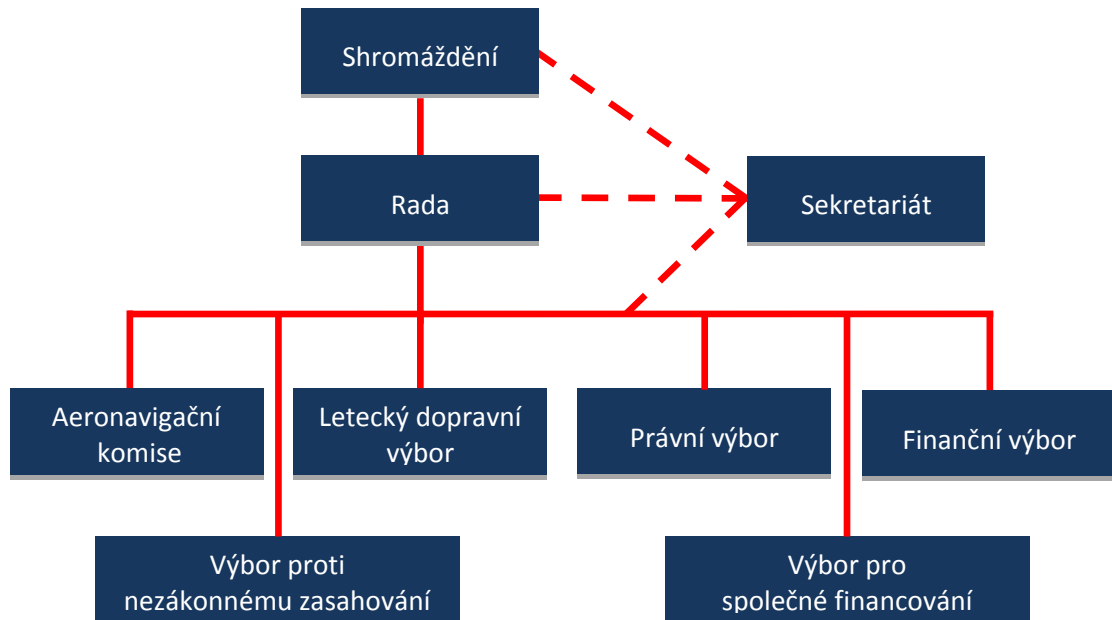 Shromáždění
Rada
Sekretariát
Aeronavigační
komise
Letecký dopravní
výbor
Právní výbor
Finanční výbor
Výbor proti
nezákonnému zasahování
Výbor pro
společné financování